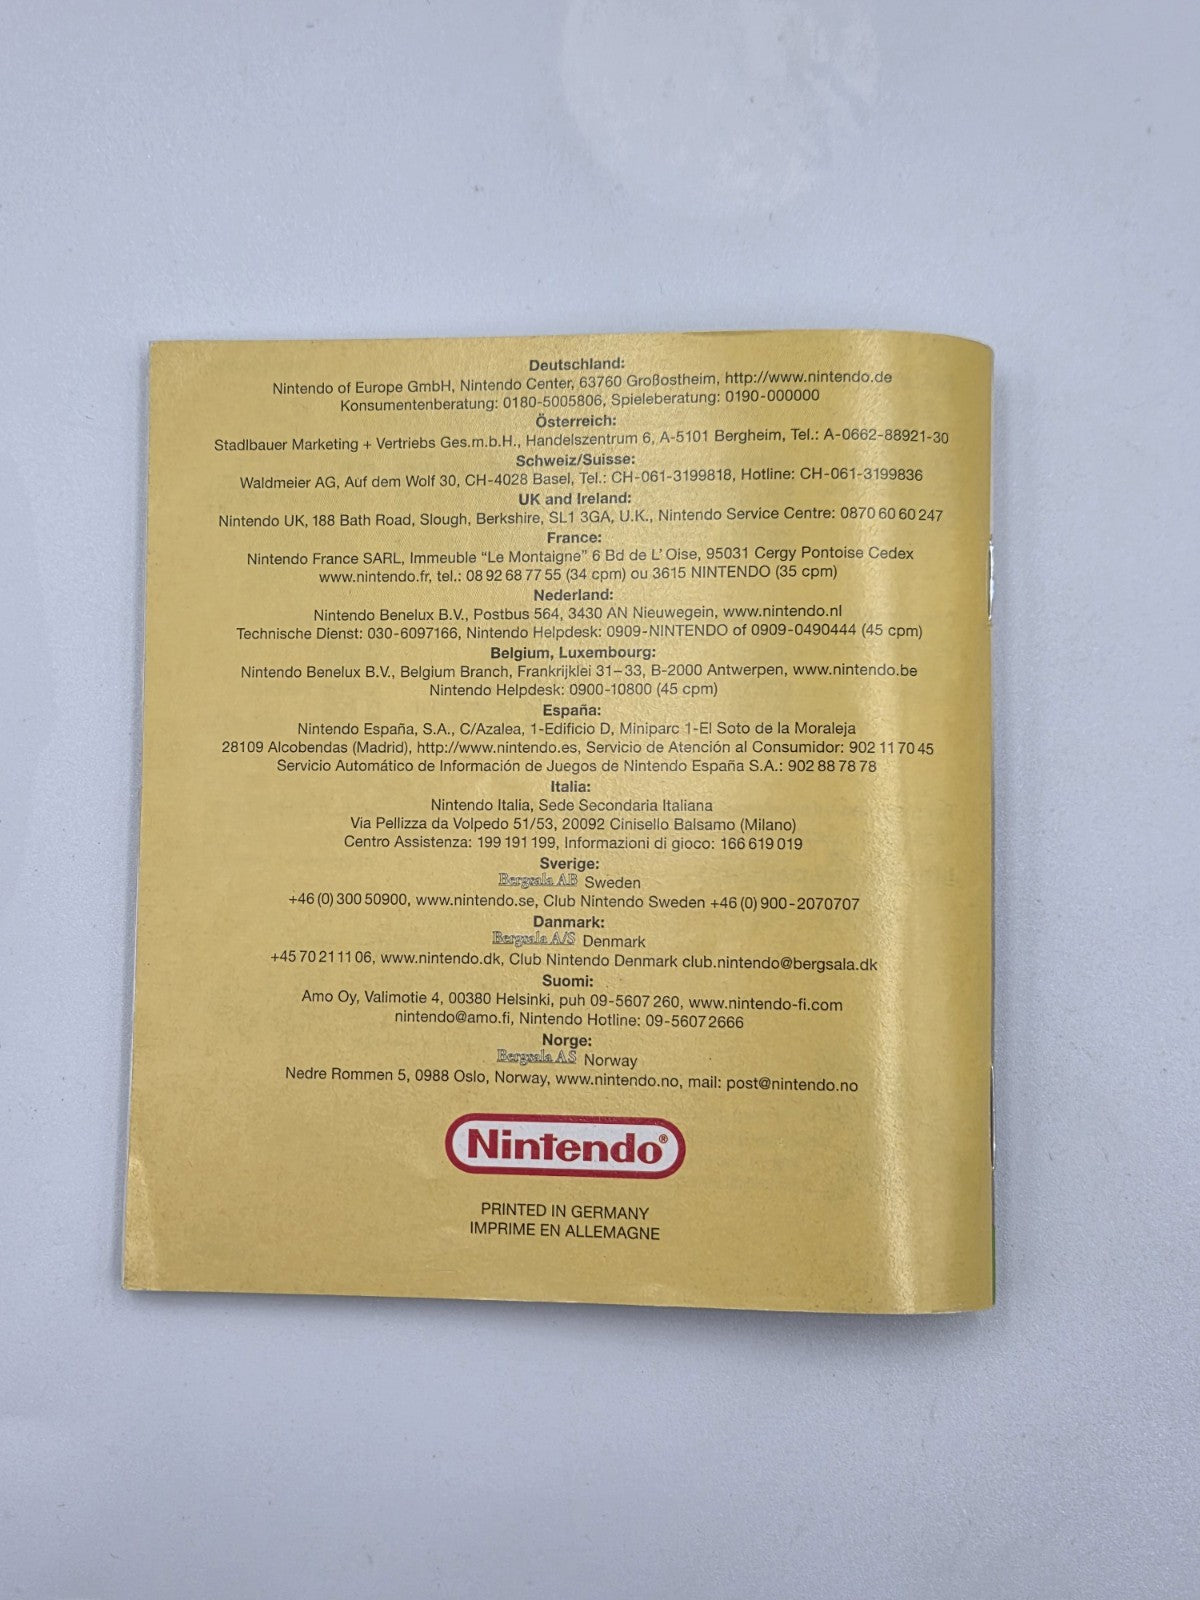 Deutschland:
Nintendo of Europe GmbH, Nintendo Center, 63760 Großostheim, http://www.nintendo.de
Konsumentenberatung: 0180-5005806, Spieleberatung: 0190-000000
Österreich:
Stadlbauer Marketing + Vertriebs Ges.m.b.H., Handelszentrum 6, A-5101 Bergheim, Tel.: A-0662-88921-30
Schweiz/Suisse:
Waldmeier AG, Auf dem Wolf 30, CH-4028 Basel, Tel.: CH-061-3199818, Hotline: CH-061-3199836
UK and Ireland:
Nintendo UK, 188 Bath Road, Slough, Berkshire, SL1 3GA, U.K., Nintendo Service Centre: 0870 60 60 247
France:
Nintendo France SARL, Immeuble “Le Montaigne” 6 Bd de L’ Oise, 95031 Cergy Pontoise Cedex
www.nintendo.fr, tel.: 08 92 68 77 55 (34 cpm) ou 3615 NINTENDO (35 cpm)
Nederland:
Nintendo Benelux B.V., Postbus 564, 3430 AN Nieuwegein, www.nintendo.nl
Technische Dienst: 030-6097166, Nintendo Helpdesk: 0909-NINTENDO of 0909-0490444 (45 cpm)
Belgium, Luxembourg:
Nintendo Benelux B.V., Belgium Branch, Frankrijklei 31–33, B-2000 Antwerpen, www.nintendo.be
Nintendo Helpdesk: 0900-10800 (45 cpm)
España:
Nintendo España, S.A., C/Azalea, 1-Edificio D, Miniparc 1-El Soto de la Moraleja
28109 Alcobendas (Madrid), http://www.nintendo.es, Servicio de Atención al Consumidor: 902 11 70 45
Servicio Automático de Información de Juegos de Nintendo España S.A.: 902 88 78 78
Italia:
Nintendo Italia, Sede Secondaria Italiana
Via Pellizza da Volpedo 51/53, 20092 Cinisello Balsamo (Milano)
Centro Assistenza: 199 191 199, Informazioni di gioco: 166 619 019
Sverige:
Bergsala AB Sweden
+46 (0) 300 50900, www.nintendo.se, Club Nintendo Sweden +46 (0) 900-2070707
Danmark:
Bergsala A/S Denmark
+45 70 21 11 06, www.nintendo.dk, Club Nintendo Denmark club.nintendo@bergsala.dk
Suomi:
Amo Oy, Valimotie 4, 00380 Helsinki, puh 09-5607 260, www.nintendo-fi.com
nintendo@amo.fi, Nintendo Hotline: 09-5607 2666
Norge:
Bergsala AS Norway
Nedre Rommen 5, 0988 Oslo, Norway, www.nintendo.no, mail: post@nintendo.no
Nintendo®
PRINTED IN GERMANY
IMPRIME EN ALLEMAGNE